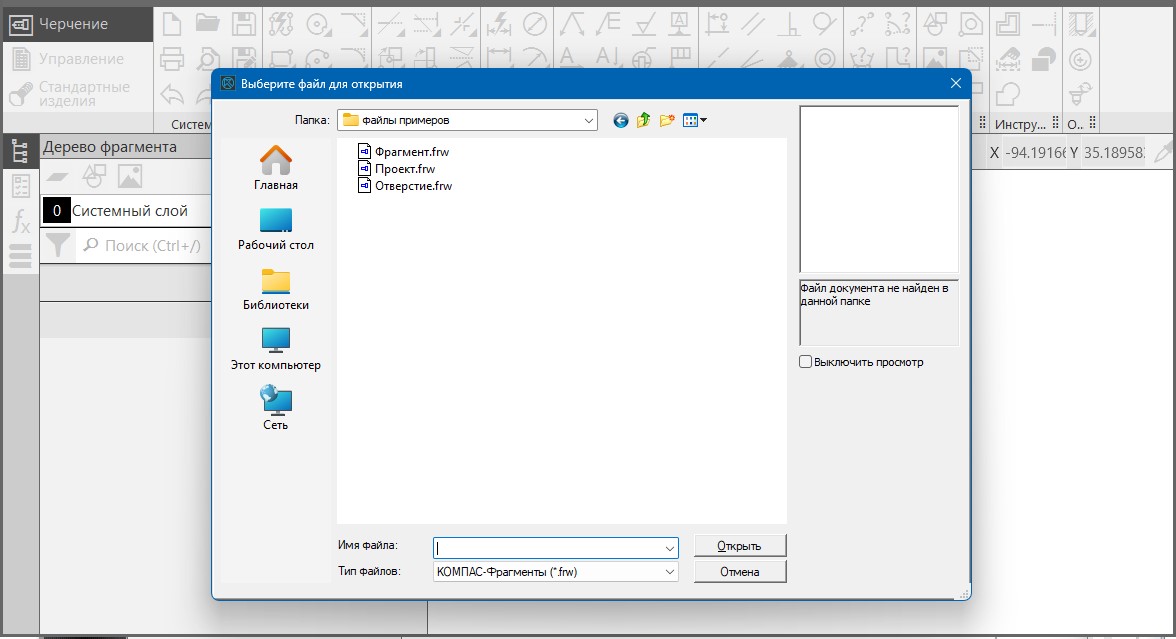 Черчение
Управление
Стандартные
изделия
Систем
Инстру...
О...
Дерево фрагмента
X -94.1916 Y 35.18958
0 Системный слой
Поиск (Ctrl+/)
Выберите файл для открытия
Папка: файлы примеров
Главная
Рабочий стол
Библиотеки
Этот компьютер
Сеть
Фрагмент.frw
Проект.frw
Отверстие.frw
Файл документа не найден в
данной папке
Выключить просмотр
Имя файла:
Открыть
Тип файлов: КОМПАС-Фрагменты (*.frw)
Отмена